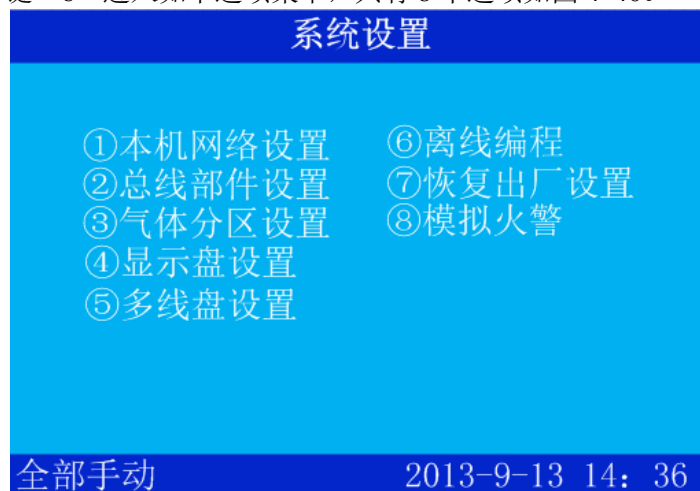 系统设置
①本机网络设置
②总线部件设置
③气体分区设置
④显示盘设置
⑤多线盘设置
⑥离线编程
⑦恢复出厂设置
⑧模拟火警
全部手动
2013-9-13 14：36